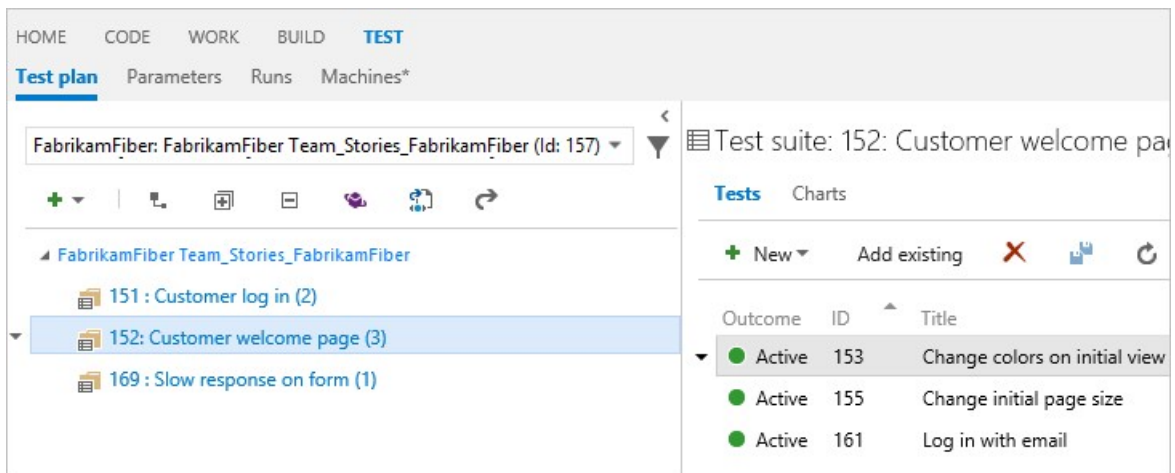 HOME CODE WORK BUILD TEST
Test plan Parameters Runs Machines*
FabrikamFiber: FabrikamFiber Team_Stories_FabrikamFiber (Id: 157)
FabrikamFiber Team_Stories_FabrikamFiber
151 : Customer log in (2)
152: Customer welcome page (3)
169 : Slow response on form (1)
Test suite: 152: Customer welcome pa
Tests Charts
New Add existing
Outcome ID Title
Active 153 Change colors on initial view
Active 155 Change initial page size
Active 161 Log in with email